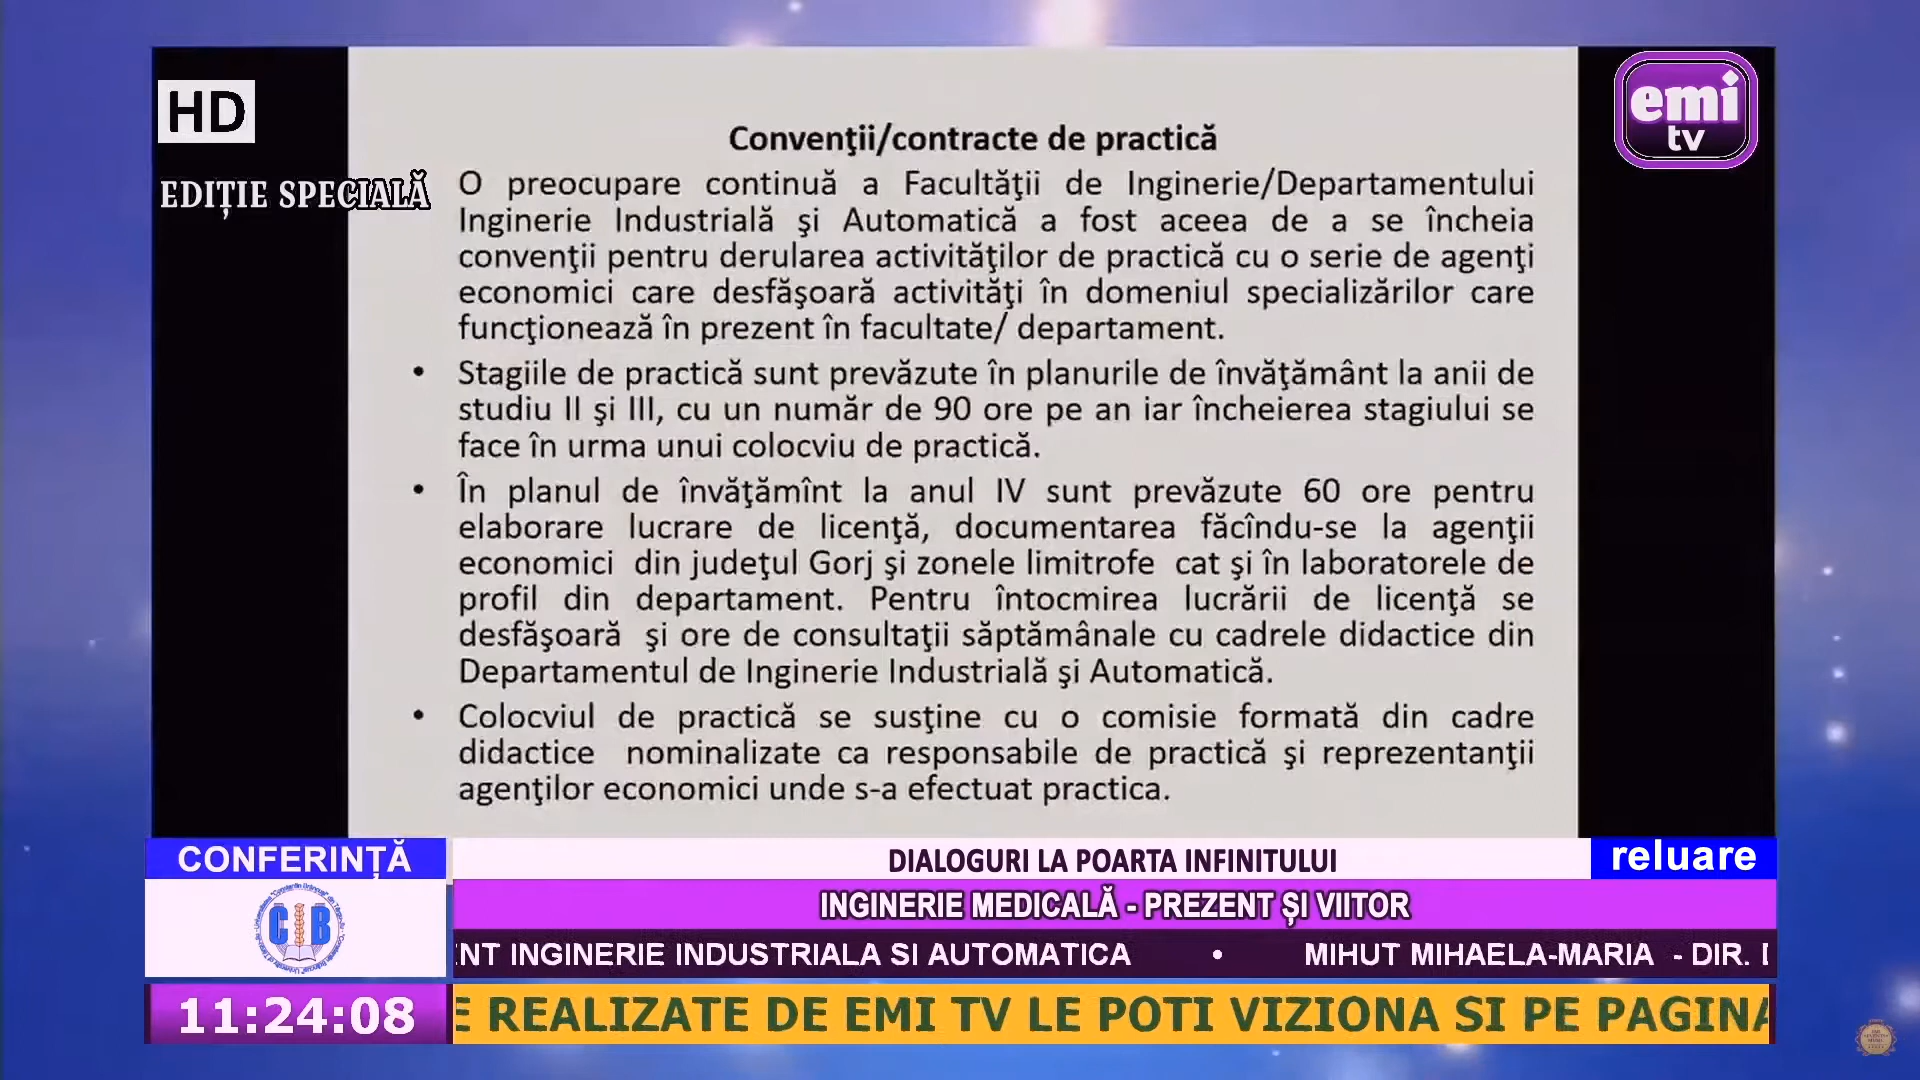 HD
EDIȚIE SPECIALĂ
emi
tv
Convenţii/contracte de practică
O preocupare continuă a Facultăţii de Inginerie/Departamentului
Inginerie Industrială şi Automatică a fost aceea de a se încheia
convenţii pentru derularea activităţilor de practică cu o serie de agenţi
economici care desfăşoară activităţi în domeniul specializărilor care
funcţionează în prezent în facultate/ departament.
• Stagiile de practică sunt prevăzute în planurile de învăţământ la anii de
studiu II şi III, cu un număr de 90 ore pe an iar încheierea stagiului se
face în urma unui colocviu de practică.
• În planul de învăţămînt la anul IV sunt prevăzute 60 ore pentru
elaborare lucrare de licenţă, documentarea făcîndu-se la agenţii
economici din judeţul Gorj şi zonele limitrofe cat şi în laboratorele de
profil din departament. Pentru întocmirea lucrării de licenţă se
desfăşoară şi ore de consultaţii săptămânale cu cadrele didactice din
Departamentul de Inginerie Industrială şi Automatică.
• Colocviul de practică se susţine cu o comisie formată din cadre
didactice nominalizate ca responsabile de practică şi reprezentanţii
agenţilor economici unde s-a efectuat practica.
CONFERINȚĂ
DIALOGURI LA POARTA INFINITULUI
reluare
INGINERIE MEDICALĂ - PREZENT ȘI VIITOR
CIB
NT INGINERIE INDUSTRIALA SI AUTOMATICA • MIHUT MIHAELA-MARIA - DIR.
11:24:08
E REALIZATE DE EMI TV LE POTI VIZIONA SI PE PAGINA